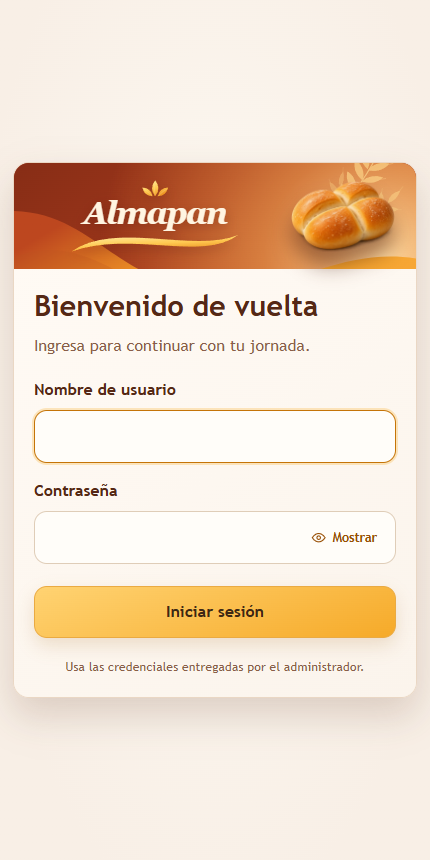 Almapan
Bienvenido de vuelta
Ingresa para continuar con tu jornada.
Nombre de usuario
Contraseña
Mostrar
Iniciar sesión
Usa las credenciales entregadas por el administrador.